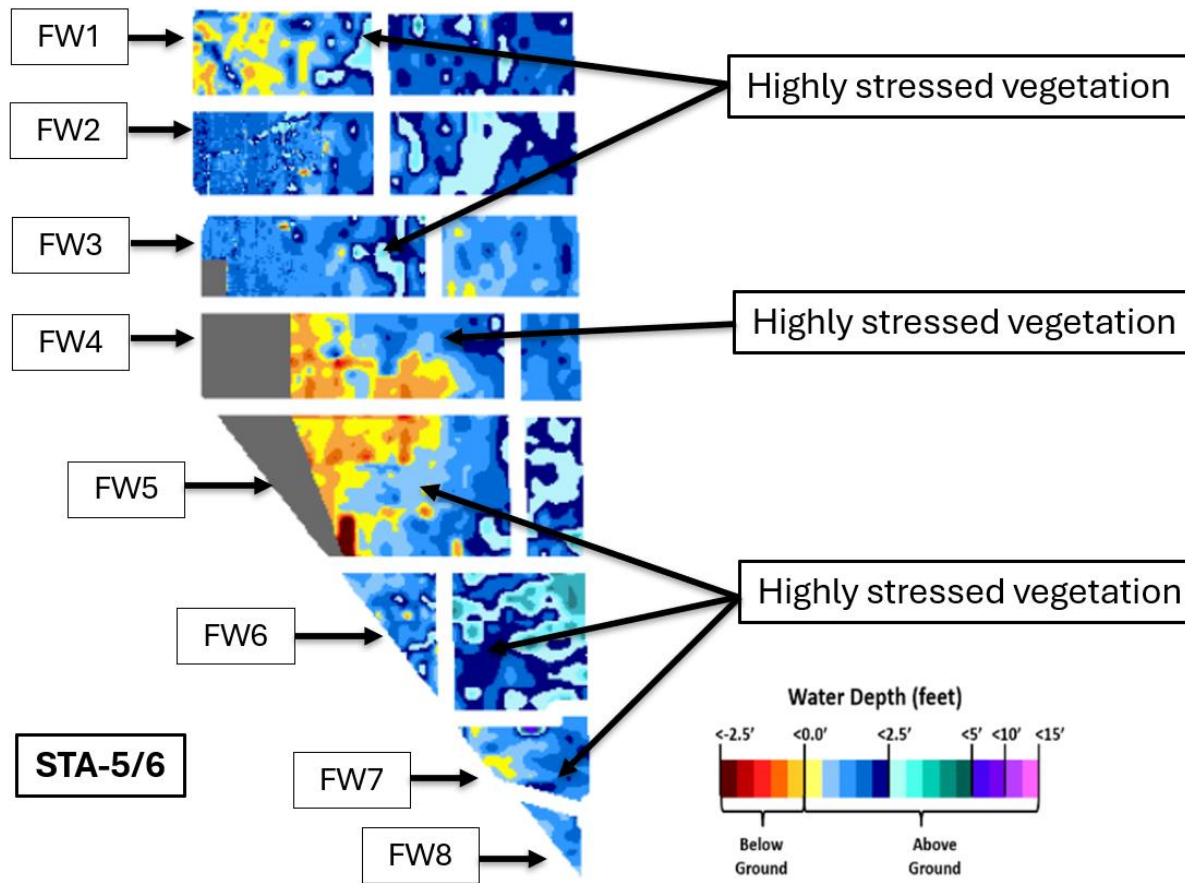 FW1
Highly stressed vegetation
FW2
FW3
Highly stressed vegetation
FW4
FW5
Highly stressed vegetation
FW6
Water Depth (feet)
<-2.5' <0.0' <2.5' <5' <10' <15'
STA-5/6
FW7
Below Ground
Above Ground
FW8